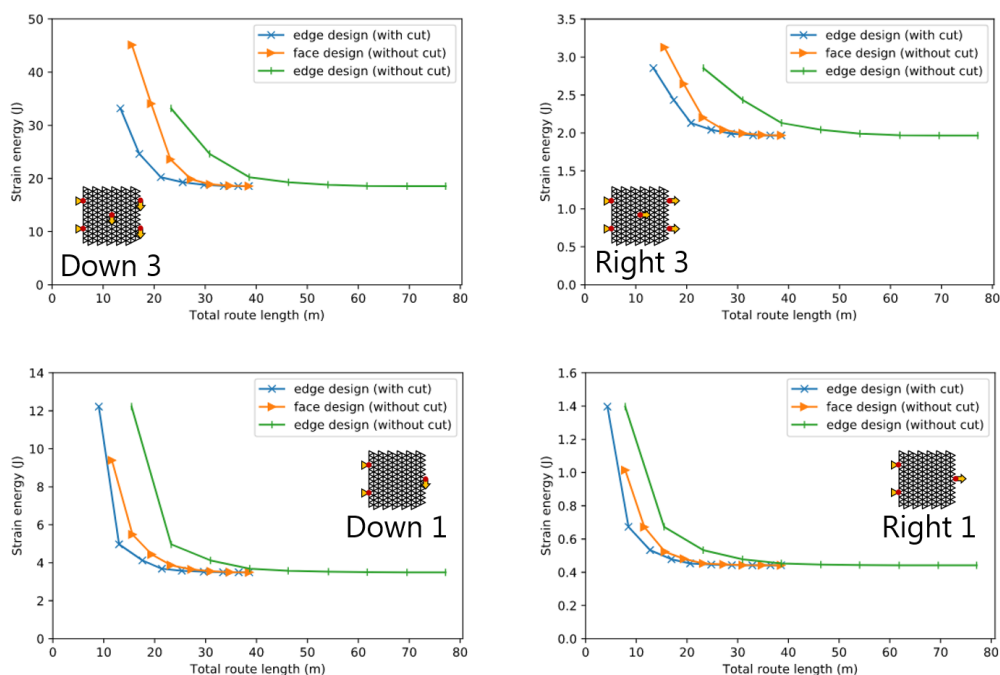 50
40
30
20
10
0
Strain energy (J)
edge design (with cut)
face design (without cut)
edge design (without cut)
Down 3
0 10 20 30 40 50 60 70 80
Total route length (m)
3.5
3.0
2.5
2.0
1.5
1.0
0.5
0.0
Strain energy (J)
edge design (with cut)
face design (without cut)
edge design (without cut)
Right 3
0 10 20 30 40 50 60 70 80
Total route length (m)
14
12
10
8
6
4
2
0
Strain energy (J)
edge design (with cut)
face design (without cut)
edge design (without cut)
Down 1
0 10 20 30 40 50 60 70 80
Total route length (m)
1.6
1.4
1.2
1.0
0.8
0.6
0.4
0.2
0.0
Strain energy (J)
edge design (with cut)
face design (without cut)
edge design (without cut)
Right 1
0 10 20 30 40 50 60 70 80
Total route length (m)